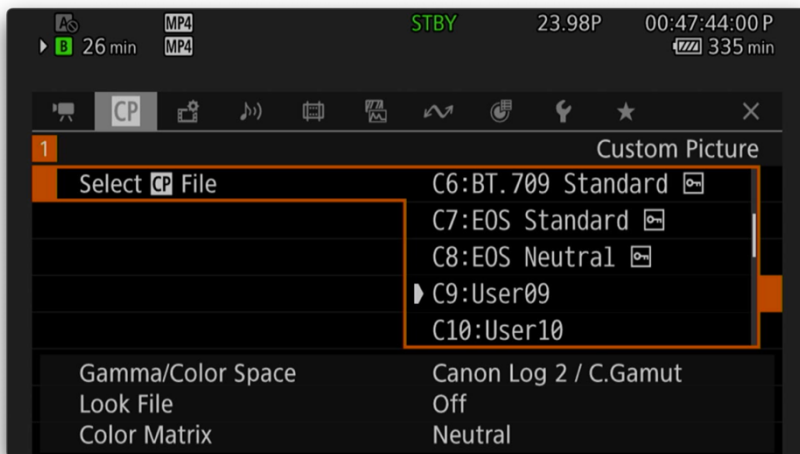 A MP4 STBY 23.98P 00:47:44:00 P
B 26 min MP4 335 min
CP
1 Custom Picture
Select CP File C6:BT.709 Standard
C7:EOS Standard
C8:EOS Neutral
C9:User09
C10:User10
Gamma/Color Space Canon Log 2 / C.Gamut
Look File Off
Color Matrix Neutral